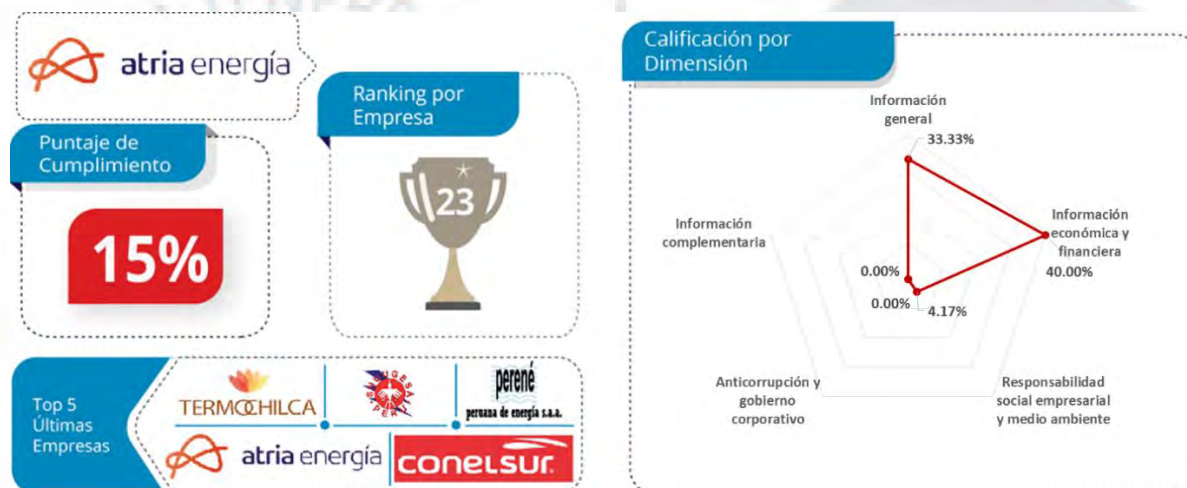 atria energía
Puntaje de
Cumplimiento
15%
Ranking por
Empresa
23
Top 5
Últimas
Empresas
TERMOCHILCA
perené
peruana de energía s.a.a.
atria energía
conelsur
Calificación por
Dimensión
Información
general
33.33%
Información
económica y
financiera
40.00%
Información
complementaria
0.00%
0.00%
4.17%
Anticorrupción y
gobierno
corporativo
Responsabilidad
social empresarial
y medio ambiente